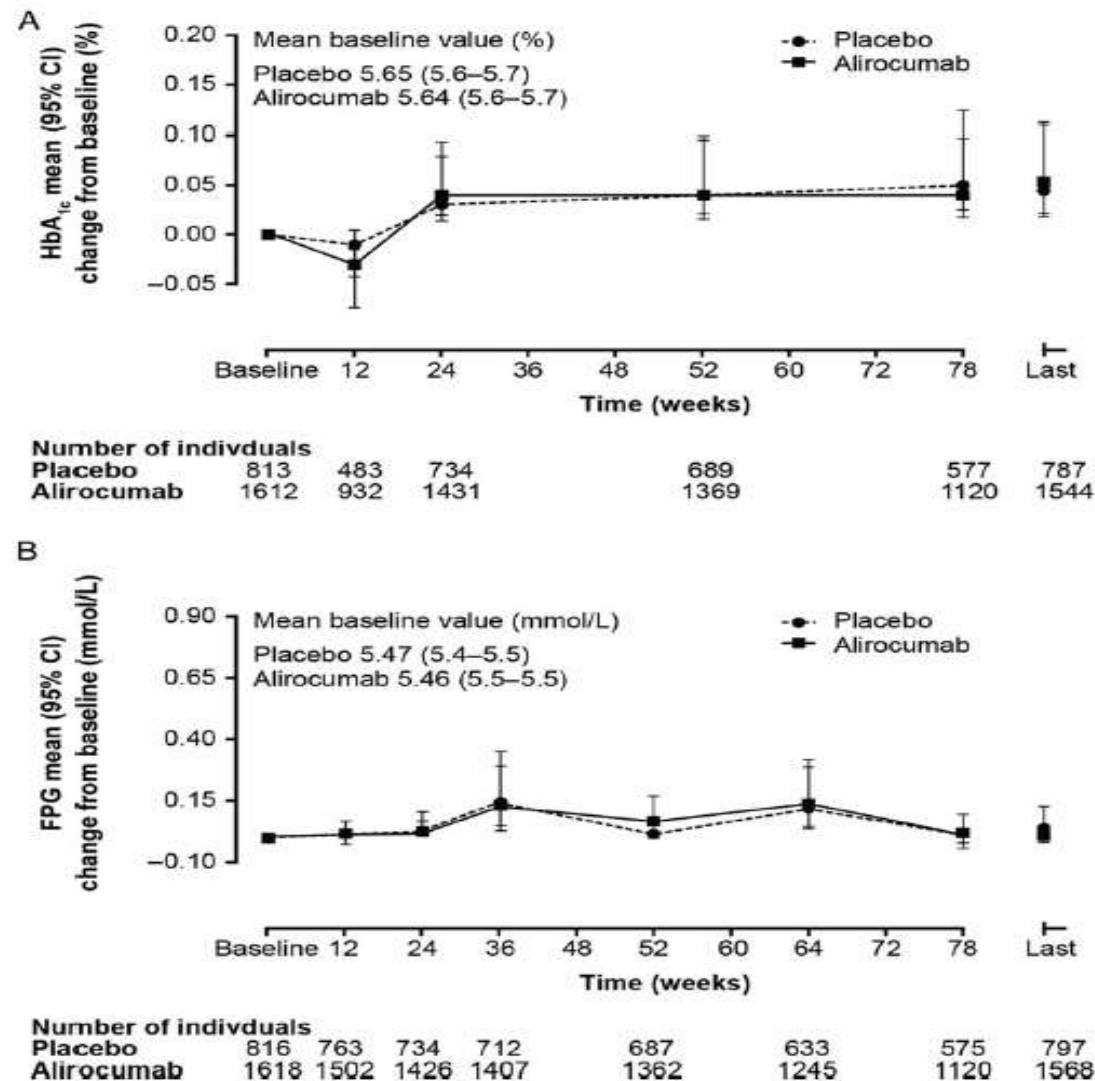 A
HbA1c mean (95% CI)
change from baseline (%)
0.20
0.15
0.10
0.05
0.00
−0.05
Mean baseline value (%)
Placebo 5.65 (5.6–5.7)
Alirocumab 5.64 (5.6–5.7)
Placebo
Alirocumab
Baseline 12 24 36 48 52 60 72 78 Last
Time (weeks)
Number of indivduals
Placebo 813 483 734 689 577 787
Alirocumab 1612 932 1431 1369 1120 1544
B
FPG mean (95% CI)
change from baseline (mmol/L)
0.90
0.65
0.40
0.15
−0.10
Mean baseline value (mmol/L)
Placebo 5.47 (5.4–5.5)
Alirocumab 5.46 (5.5–5.5)
Placebo
Alirocumab
Baseline 12 24 36 48 52 60 64 72 78 Last
Time (weeks)
Number of indivduals
Placebo 816 763 734 712 687 633 575 797
Alirocumab 1618 1502 1426 1407 1362 1245 1120 1568